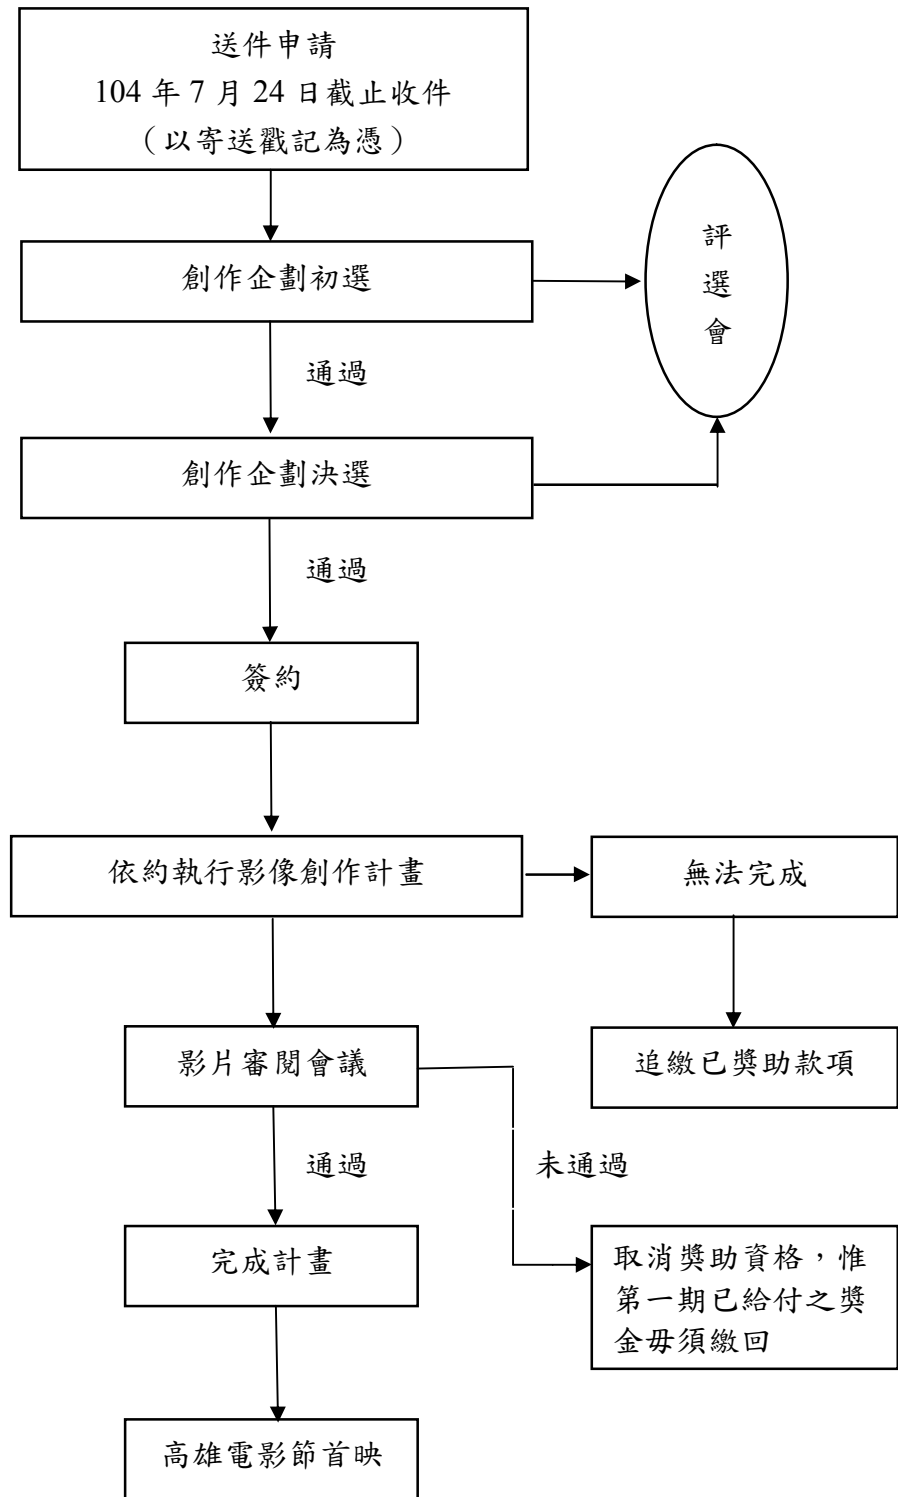 送件申請
104 年 7 月 24 日截止收件
（以寄送戳記為憑）
創作企劃初選
評
選
會
通過
創作企劃決選
通過
簽約
依約執行影像創作計畫
無法完成
影片審閱會議
追繳已獎助款項
通過
未通過
完成計畫
取消獎助資格，惟
第一期已給付之獎
金毋須繳回
高雄電影節首映